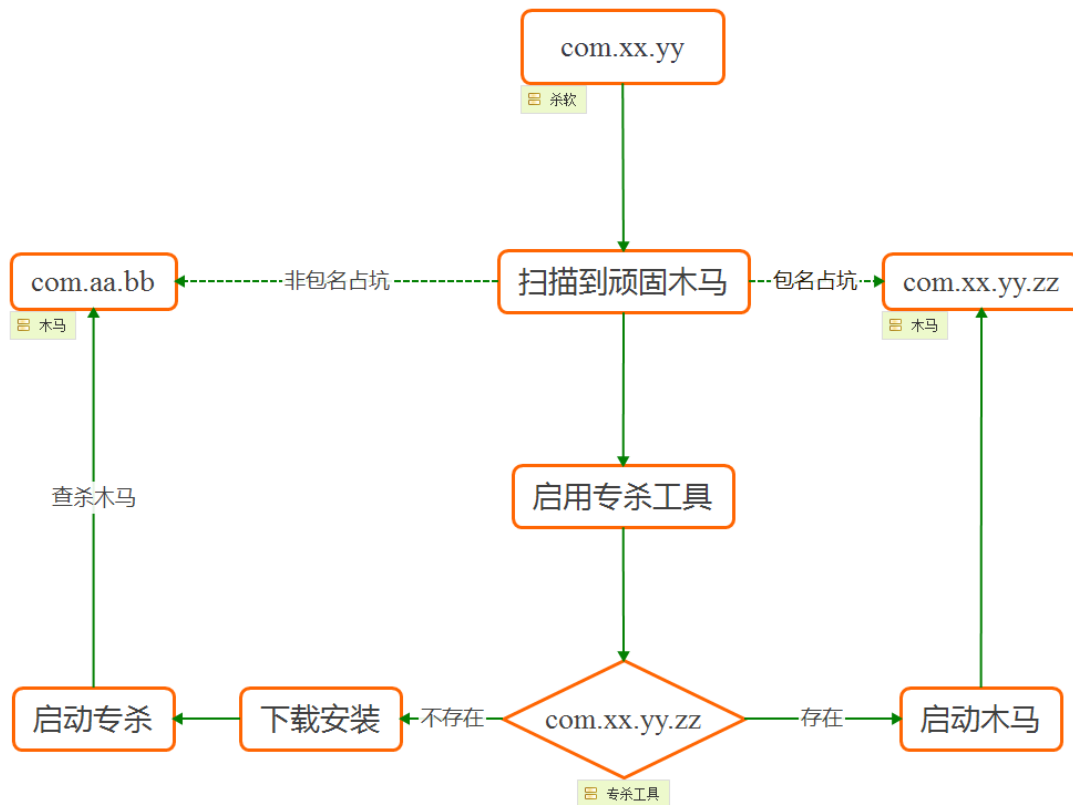 com.xx.yy
杀软
com.aa.bb
非包名占坑
扫描到顽固木马
包名占坑
com.xx.yy.zz
木马
木马
查杀木马
启用专杀工具
启动专杀
下载安装
不存在
com.xx.yy.zz
存在
启动木马
专杀工具